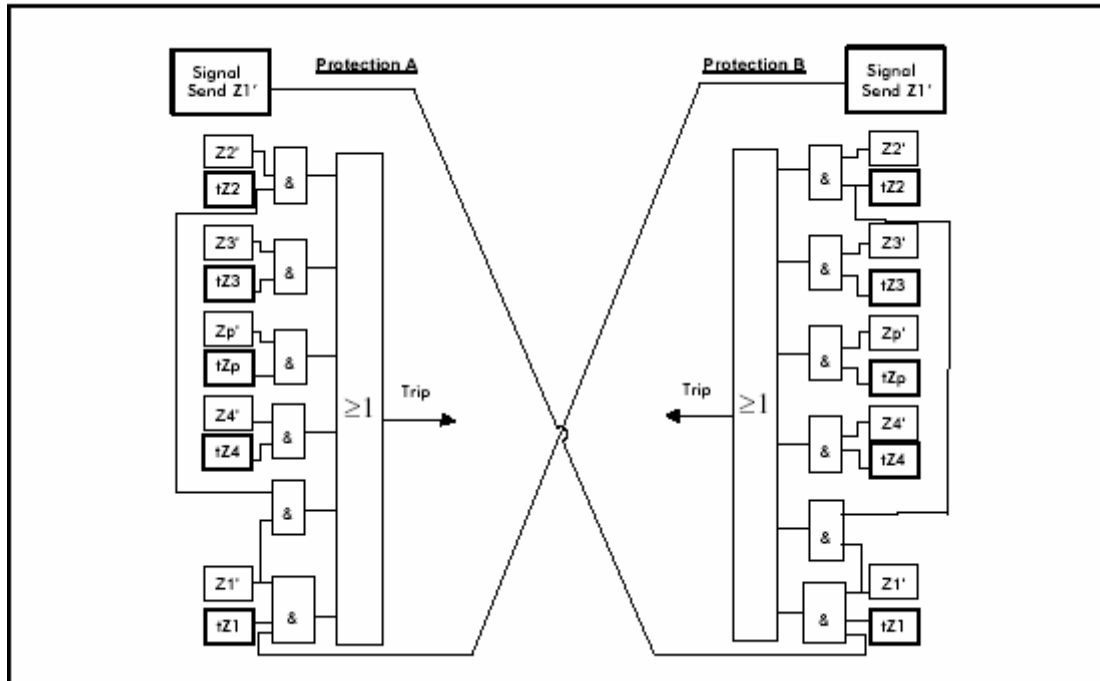 Signal
Send Z1'
Protection A
Protection B
Signal
Send Z1'
Z2'
tZ2
&
Z3'
tZ3
&
Zp'
tZp
&
Z4'
tZ4
&
&
Z1'
tZ1
&
≥1
Trip
Trip
≥1
&
Z2'
tZ2
&
Z3'
tZ3
&
Zp'
tZp
&
Z4'
tZ4
&
&
Z1'
tZ1